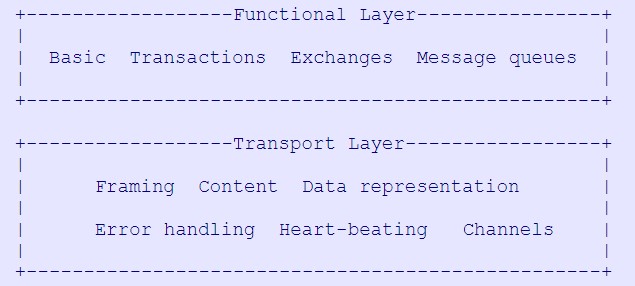 +------------------Functional Layer----------------+
|                                                  |
|  Basic  Transactions  Exchanges  Message queues  |
|                                                  |
+--------------------------------------------------+
+------------------Transport Layer-----------------+
|                                                  |
|      Framing  Content  Data representation       |
|                                                  |
|      Error handling  Heart-beating   Channels    |
|                                                  |
+--------------------------------------------------+